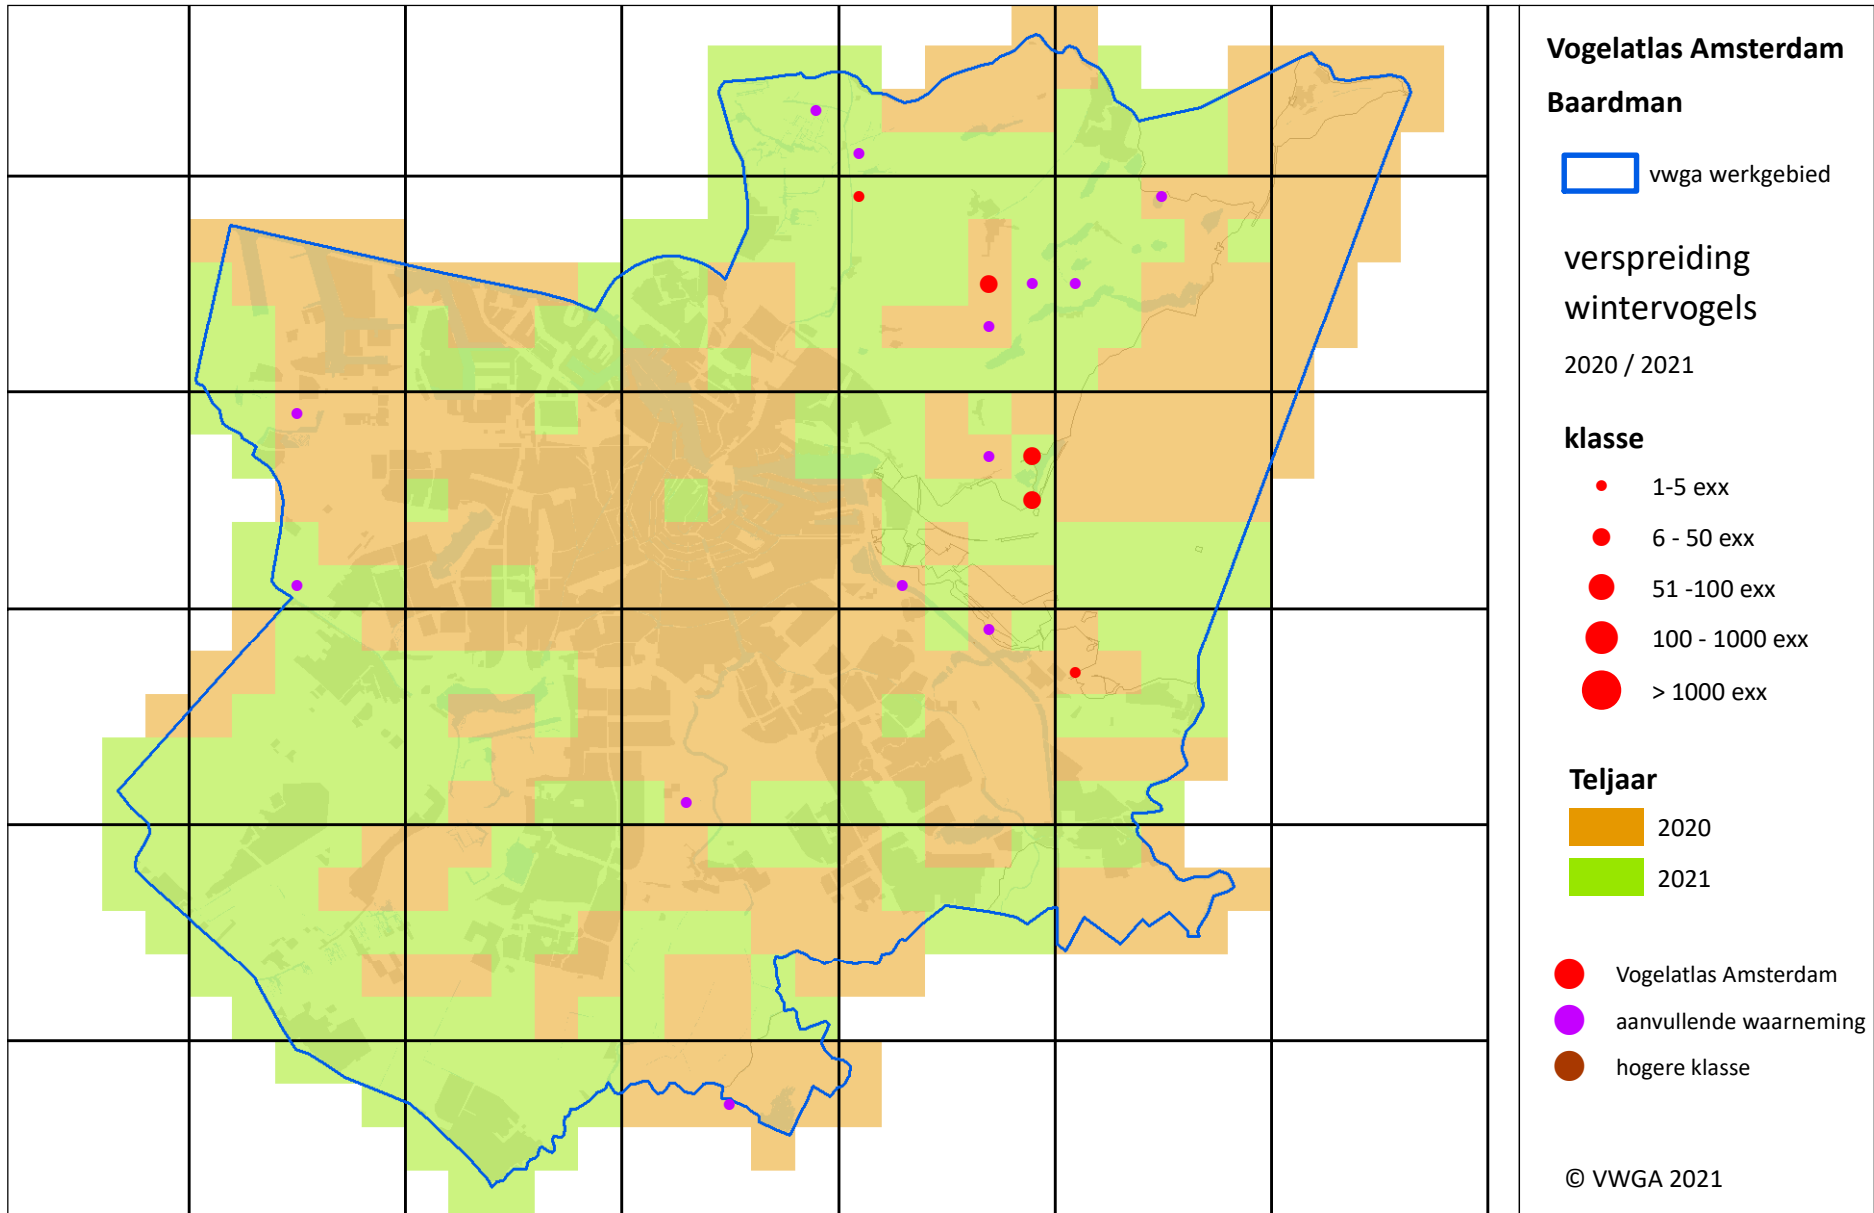 Vogelatlas Amsterdam
Baardman
vwga werkgebied
verspreiding
wintervogels
2020 / 2021
klasse
1-5 exx
6 - 50 exx
51 -100 exx
100 - 1000 exx
> 1000 exx
Teljaar
2020
2021
Vogelatlas Amsterdam
aanvullende waarneming
hogere klasse
© VWGA 2021